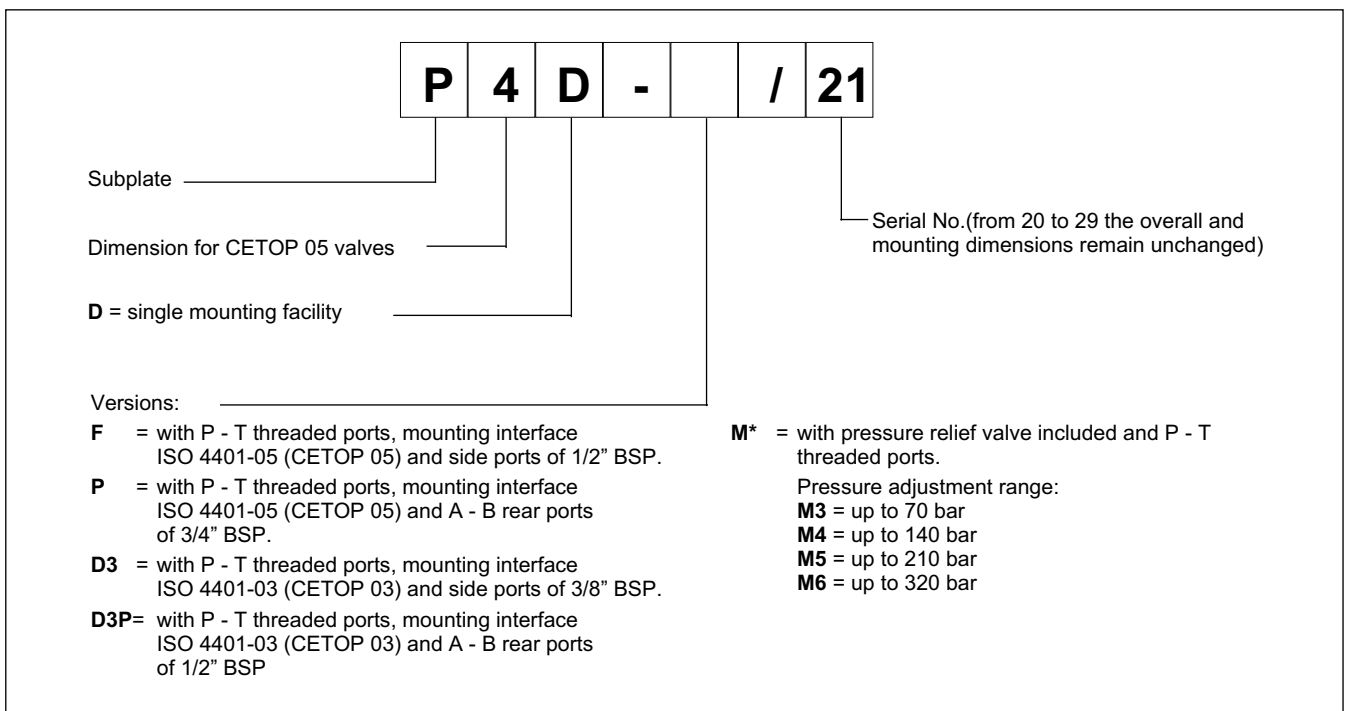 P 4 D - / 21
Subplate
Dimension for CETOP 05 valves
D = single mounting facility
Serial No.(from 20 to 29 the overall and
mounting dimensions remain unchanged)
Versions:
F = with P - T threaded ports, mounting interface
ISO 4401-05 (CETOP 05) and side ports of 1/2” BSP.
P = with P - T threaded ports, mounting interface
ISO 4401-05 (CETOP 05) and A - B rear ports
of 3/4” BSP.
D3 = with P - T threaded ports, mounting interface
ISO 4401-03 (CETOP 03) and side ports of 3/8” BSP.
D3P= with P - T threaded ports, mounting interface
ISO 4401-03 (CETOP 03) and A - B rear ports
of 1/2” BSP
M* = with pressure relief valve included and P - T
threaded ports.
Pressure adjustment range:
M3 = up to 70 bar
M4 = up to 140 bar
M5 = up to 210 bar
M6 = up to 320 bar